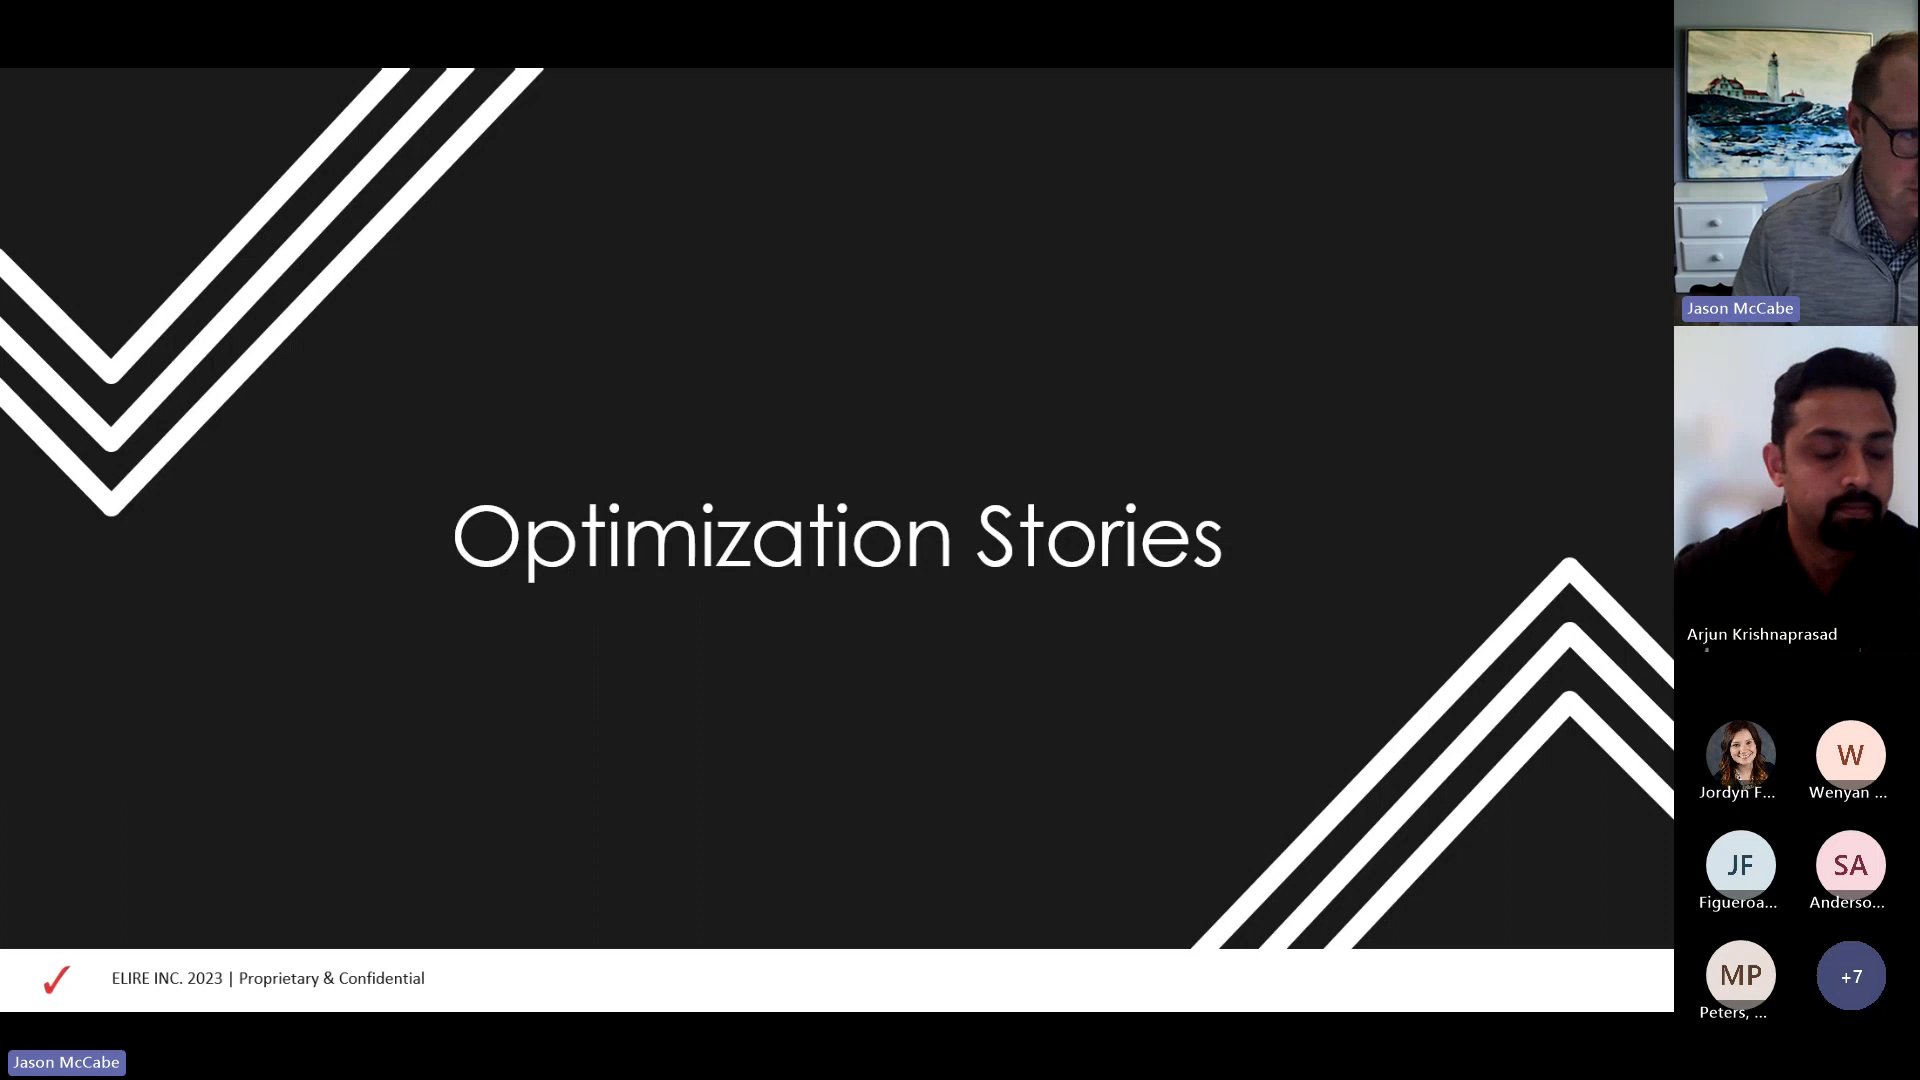 Optimization Stories
ELIRE INC. 2023 | Proprietary & Confidential
Jason McCabe
Jason McCabe
Arjun Krishnaprasad
Jordyn F...
W
Wenyan ...
JF
Figueroa...
SA
Anderso...
MP
Peters, ...
+7